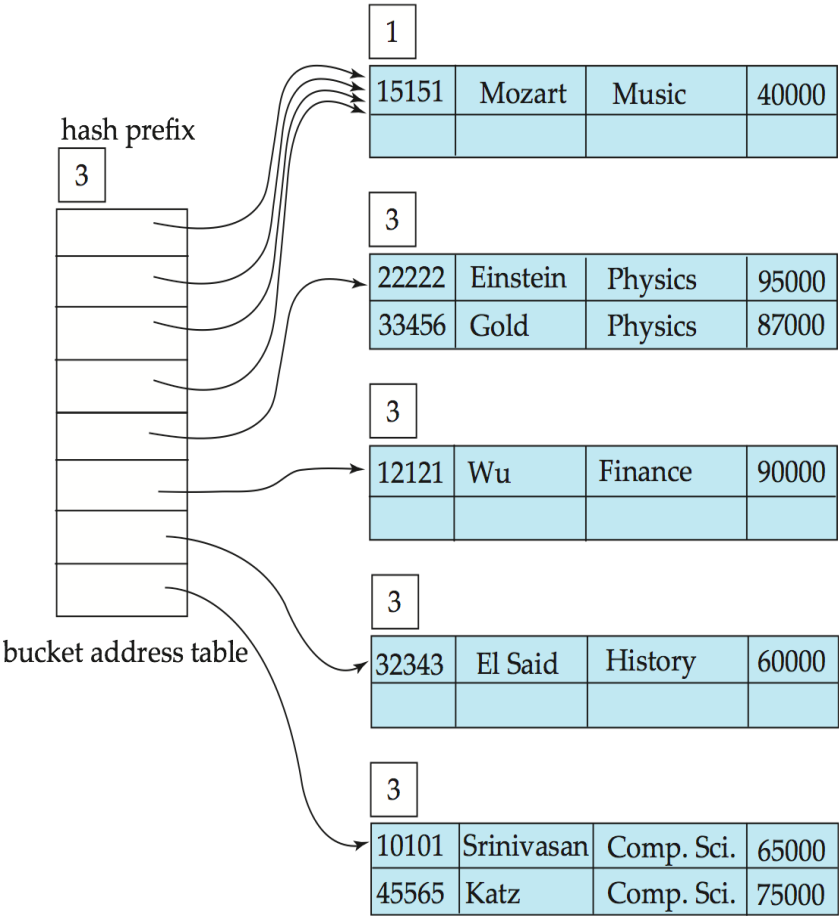 1
15151 Mozart Music 40000
hash prefix
3
3
22222 Einstein Physics 95000
33456 Gold Physics 87000
3
12121 Wu Finance 90000
3
bucket address table
32343 El Said History 60000
3
10101 Srinivasan Comp. Sci. 65000
45565 Katz Comp. Sci. 75000